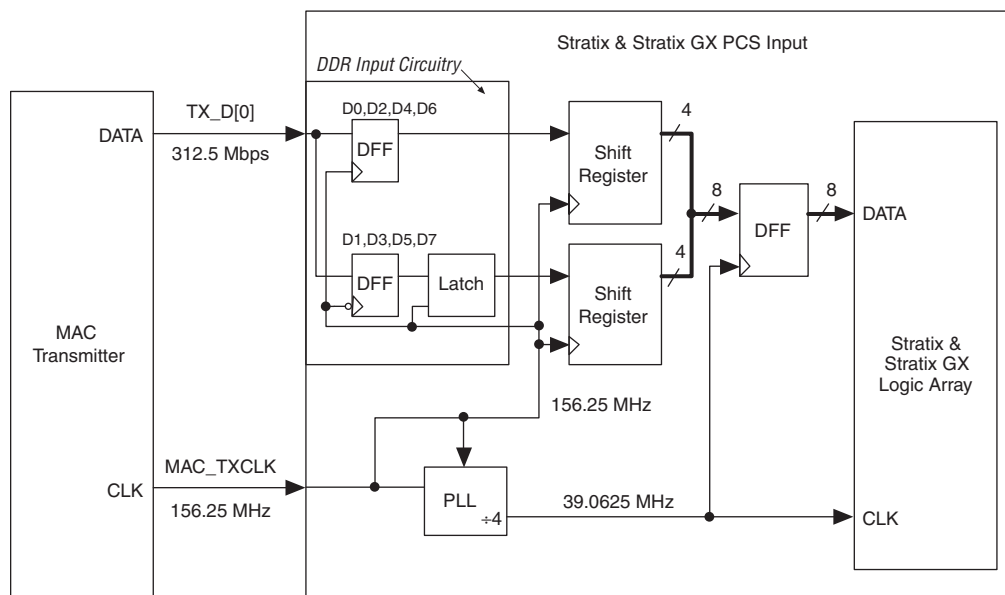 Stratix & Stratix GX PCS Input
DDR Input Circuitry
TX_D[0]
DATA
312.5 Mbps
D0,D2,D4,D6
DFF
Shift
Register
4
8
DFF
8
DATA
D1,D3,D5,D7
DFF
Latch
Shift
Register
4
MAC
Transmitter
Stratix &
Stratix GX
Logic Array
156.25 MHz
MAC_TXCLK
CLK
156.25 MHz
PLL
÷4
39.0625 MHz
CLK